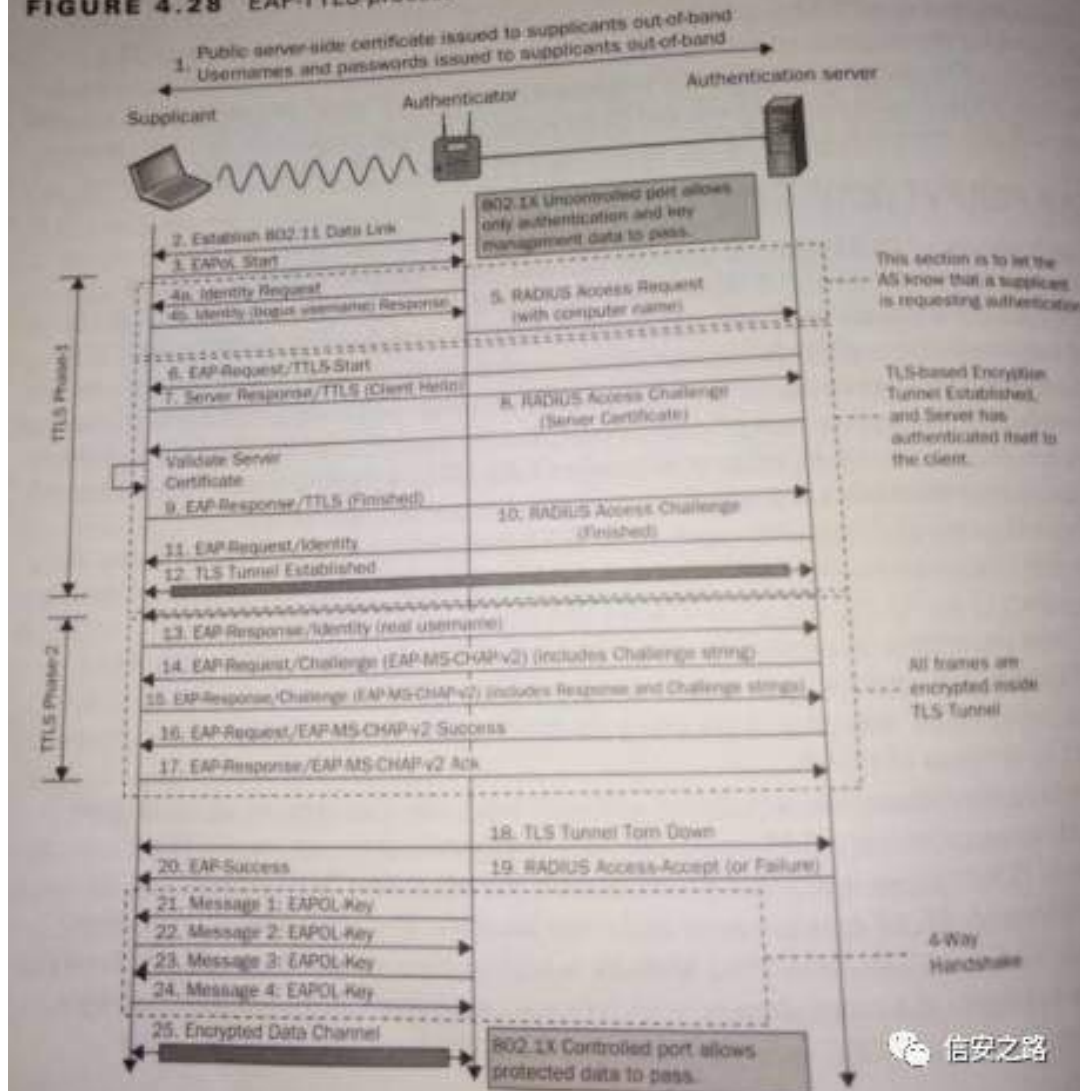 FIGURE 4.28 EAP-TTLS
1. Public server-side certificate issued to supplicants out-of-band
Usernames and passwords issued to supplicants out-of-band
Supplicant
Authenticator
Authentication server
802.1X Uncontrolled port allows
only authentication and key
management data to pass.
2. Establish 802.11 Data Link
3. EAPoL Start
4a. Identity Request
4b. Identity (bogus username) Response
5. RADIUS Access Request
(with computer name)
This section is to let the
AS know that a supplicant
is requesting authentication
TTLS Phase-1
6. EAP-Request/TTLS-Start
7. Server Response/TTLS (Client Hello)
8. RADIUS Access Challenge
(Server Certificate)
TLS-based Encryption
Tunnel Established,
and Server has
authenticated itself to
the client.
Validate Server
Certificate
9. EAP-Response/TTLS (Finished)
10. RADIUS Access Challenge
(Finished)
11. EAP-Request/Identity
12. TLS Tunnel Established
TTLS Phase-2
13. EAP-Response/Identity (real username)
14. EAP-Request/Challenge (EAP-MS-CHAP-v2) (includes Challenge string)
15. EAP-Response/Challenge (EAP-MS-CHAP-v2) (includes Response and Challenge strings)
16. EAP-Request/EAP-MS-CHAP-v2 Success
17. EAP-Response/EAP-MS-CHAP-v2 Ack
All frames are
encrypted inside
TLS Tunnel
18. TLS Tunnel Torn Down
19. RADIUS Access-Accept (or Failure)
20. EAP-Success
21. Message 1: EAPOL-Key
22. Message 2: EAPOL-Key
23. Message 3: EAPOL-Key
24. Message 4: EAPOL-Key
4-Way
Handshake
25. Encrypted Data Channel
802.1X Controlled port allows
protected data to pass.
信安之路